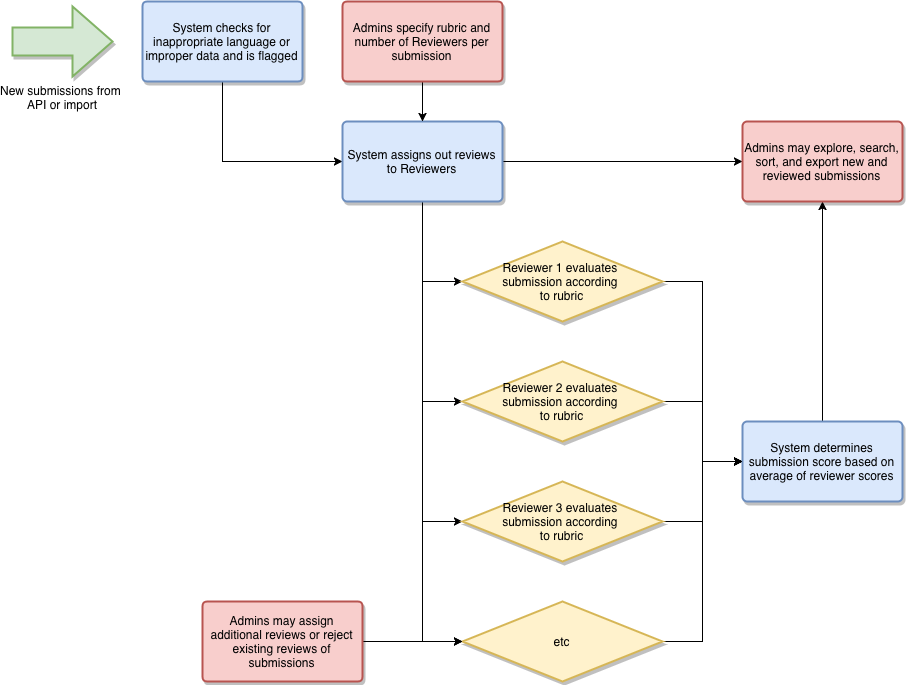 System checks for
inappropriate language or
improper data and is flagged
Admins specify rubric and
number of Reviewers per
submission
New submissions from
API or import
System assigns out reviews
to Reviewers
Admins may explore, search,
sort, and export new and
reviewed submissions
Reviewer 1 evaluates
submission according
to rubric
Reviewer 2 evaluates
submission according
to rubric
System determines
submission score based on
average of reviewer scores
Reviewer 3 evaluates
submission according
to rubric
Admins may assign
additional reviews or reject
existing reviews of
submissions
etc